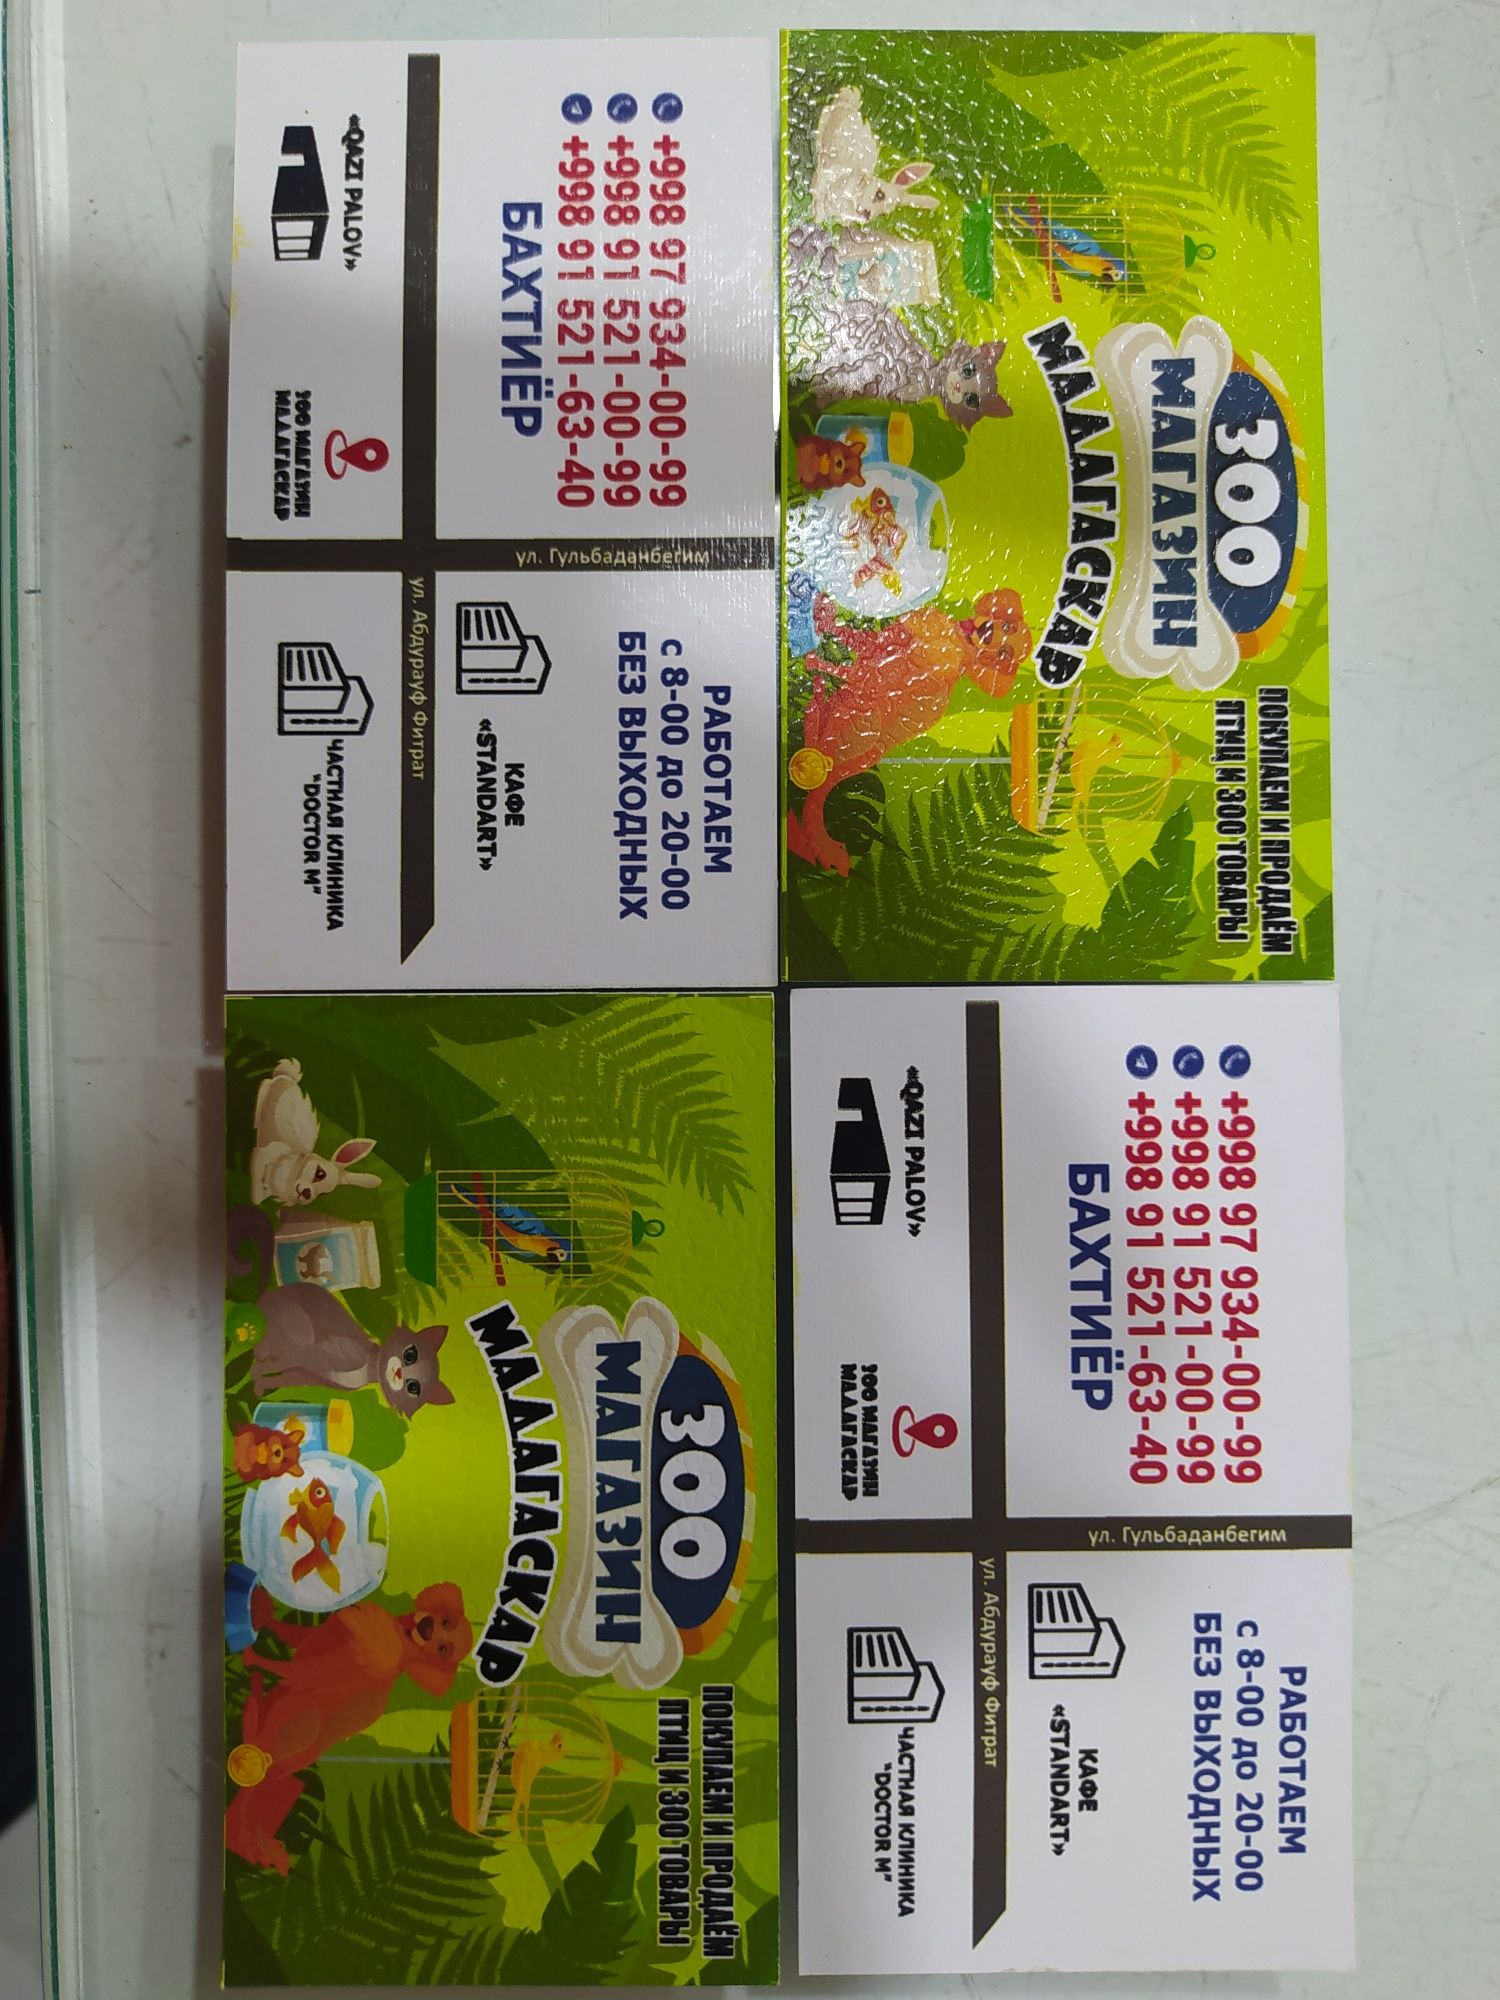 +998 97 934-00-99
+998 91 521-00-99
+998 91 521-63-40
БАХТИЁР
«QAZI PALOV»
ЗОО МАГАЗИН
МАДАГАСКАР
ул. Гульбаданбегим
ул. Абдурауф Фитрат
РАБОТАЕМ
с 8-00 до 20-00
БЕЗ ВЫХОДНЫХ
КАФЕ
«STANDART»
ЧАСТНАЯ КЛИНИКА
"DOCTOR M"
ПОКУПАЕМ И ПРОДАЁМ
ПТИЦ И ЗОО ТОВАРЫ
ЗОО
МАГАЗИН
МАДАГАСКАР
ПОКУПАЕМ И ПРОДАЁМ
ПТИЦ И ЗОО ТОВАРЫ
ЗОО
МАГАЗИН
МАДАГАСКАР
+998 97 934-00-99
+998 91 521-00-99
+998 91 521-63-40
БАХТИЁР
«QAZI PALOV»
ЗОО МАГАЗИН
МАДАГАСКАР
ул. Гульбаданбегим
ул. Абдурауф Фитрат
РАБОТАЕМ
с 8-00 до 20-00
БЕЗ ВЫХОДНЫХ
КАФЕ
«STANDART»
ЧАСТНАЯ КЛИНИКА
"DOCTOR M"